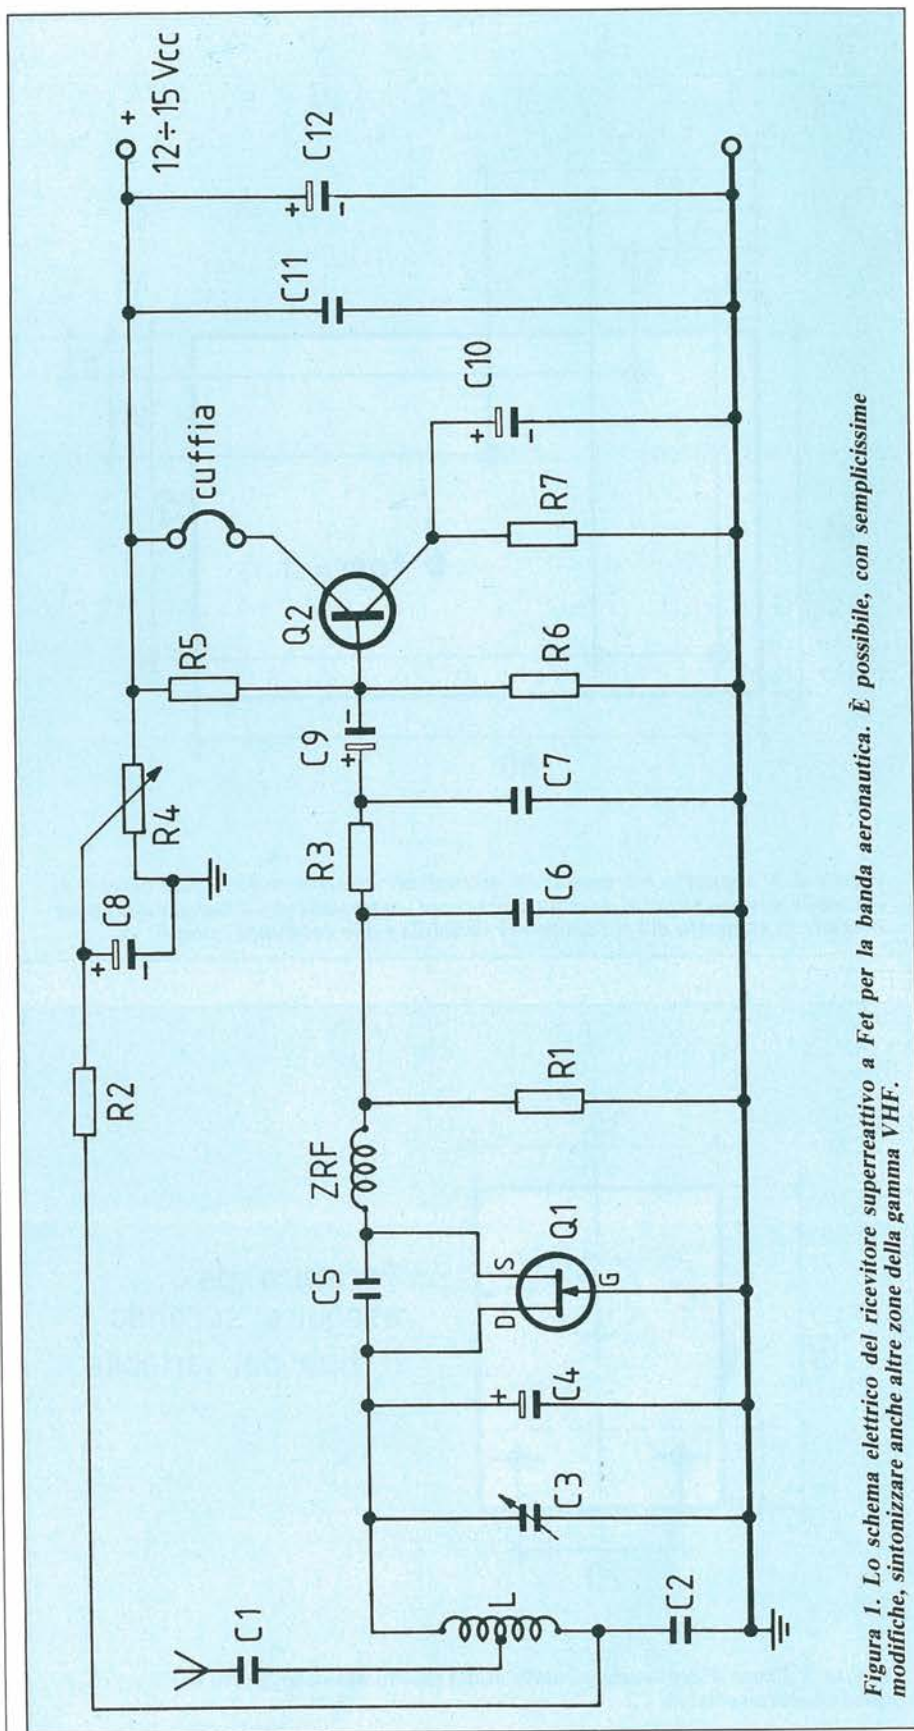 12÷15 Vcc
+
C12
+
-
C11
C10
+
-
cuffia
Q2
R7
R5
R6
C9
+
-
R4
C8
+
-
R3
C7
C6
R2
ZRF
R1
C5
S
D
G
Q1
C4
+
C3
L
C1
C2
Figura 1. Lo schema elettrico del ricevitore superreattivo a Fet per la banda aeronautica. È possibile, con semplicissime
modifiche, sintonizzare anche altre zone della gamma VHF.